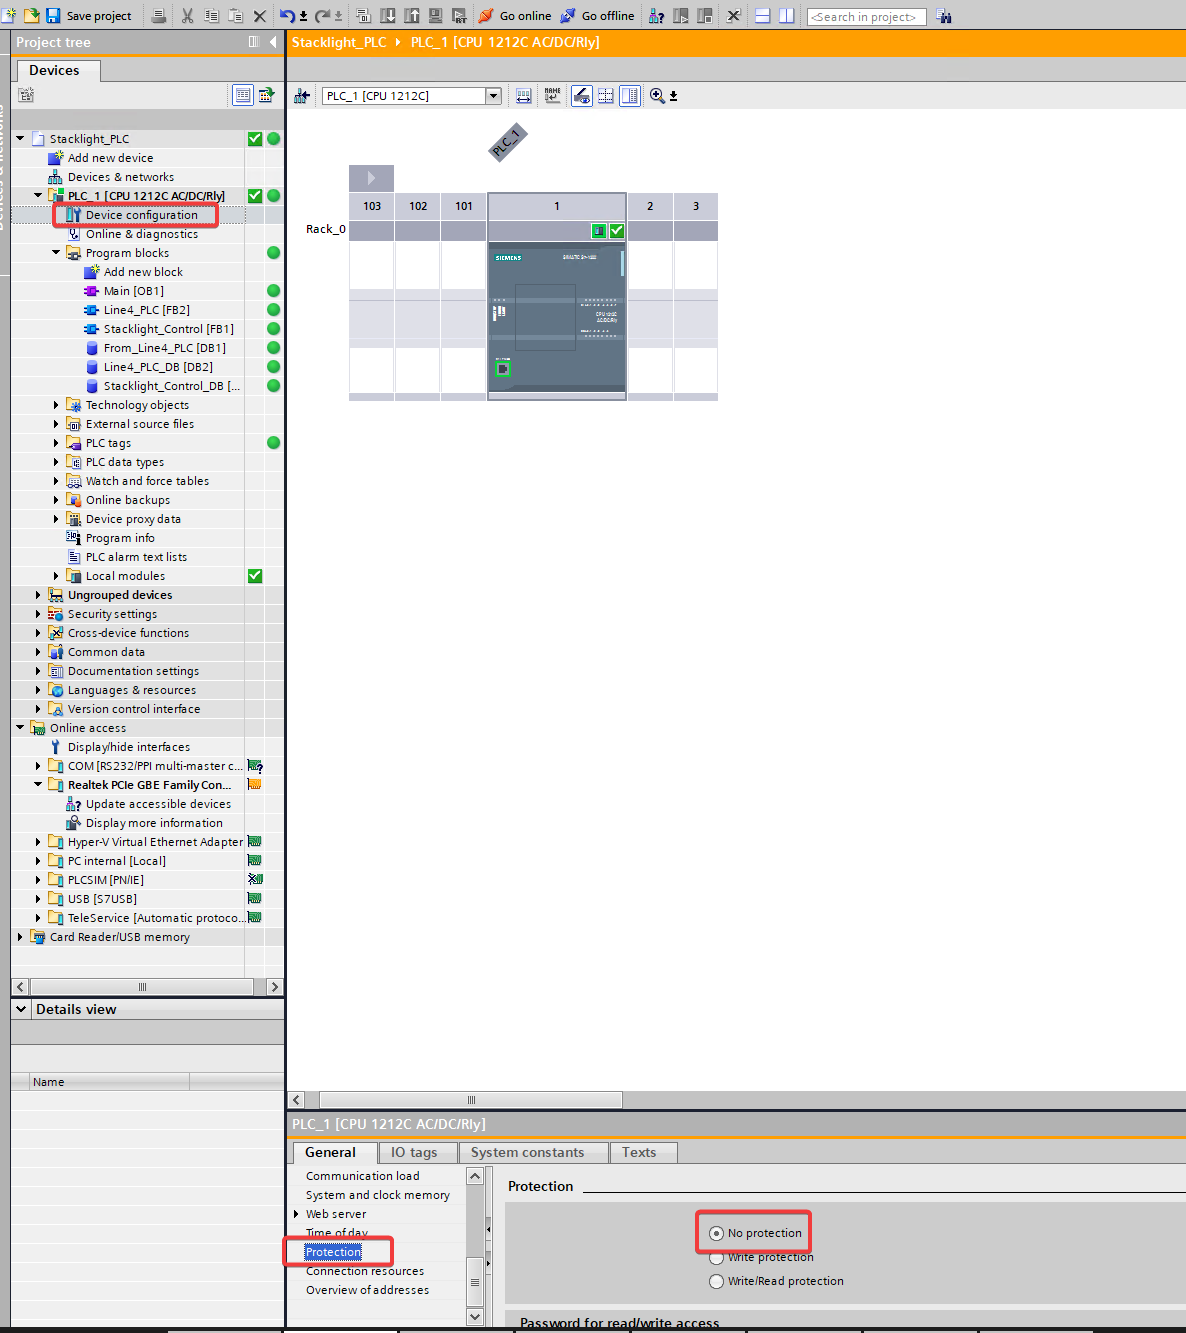 Save project
Go online
Go offline
<Search in project>
Project tree
Devices
Stacklight_PLC
Add new device
Devices & networks
PLC_1 [CPU 1212C AC/DC/Rly]
Device configuration
Online & diagnostics
Program blocks
Add new block
Main [OB1]
Line4_PLC [FB2]
Stacklight_Control [FB1]
From_Line4_PLC [DB1]
Line4_PLC_DB [DB2]
Stacklight_Control_DB [...
Technology objects
External source files
PLC tags
PLC data types
Watch and force tables
Online backups
Device proxy data
Program info
PLC alarm text lists
Local modules
Ungrouped devices
Security settings
Cross-device functions
Common data
Documentation settings
Languages & resources
Version control interface
Online access
Display/hide interfaces
COM [RS232/PPI multi-master c...
Realtek PCIe GBE Family Con...
Update accessible devices
Display more information
Hyper-V Virtual Ethernet Adapter
PC internal [Local]
PLCSIM [PN/IE]
USB [S7USB]
TeleService [Automatic protoco...
Card Reader/USB memory
Details view
Name
Stacklight_PLC PLC_1 [CPU 1212C AC/DC/Rly]
PLC_1 [CPU 1212C]
PLC_1
103 102 101 1 2 3
Rack_0
SIEMENS
SIMATIC S7-1200
CPU 1212C
AC/DC/Rly
PLC_1 [CPU 1212C AC/DC/Rly]
General IO tags System constants Texts
Communication load
System and clock memory
Web server
Time of day
Protection
Connection resources
Overview of addresses
Protection
No protection
Write protection
Write/Read protection
Password for read/write access